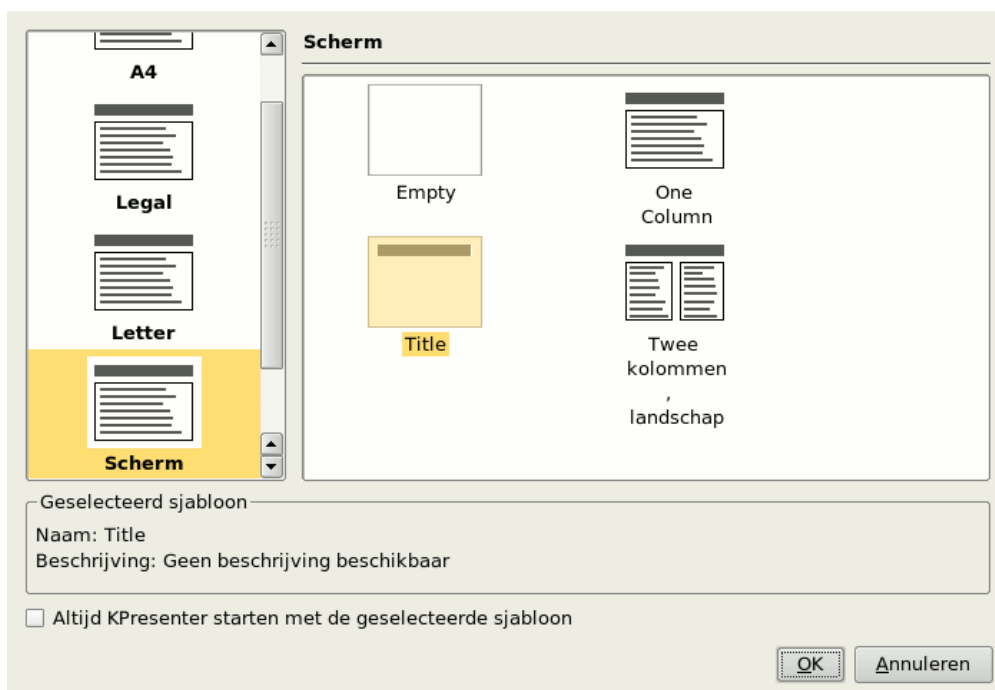 A4
Legal
Letter
Scherm
Scherm
Empty
One
Column
Title
Twee
kolommen
,
landschap
Geselecteerd sjabloon
Naam: Title
Beschrijving: Geen beschrijving beschikbaar
Altijd KPresenter starten met de geselecteerde sjabloon
OK
Annuleren